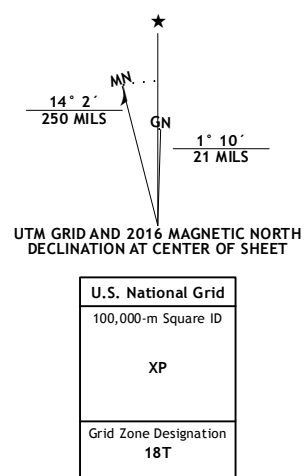 ★
MN
GN
14° 2´
250 MILS
1° 10´
21 MILS
UTM GRID AND 2016 MAGNETIC NORTH
DECLINATION AT CENTER OF SHEET
U.S. National Grid
100,000-m Square ID
XP
Grid Zone Designation
18T